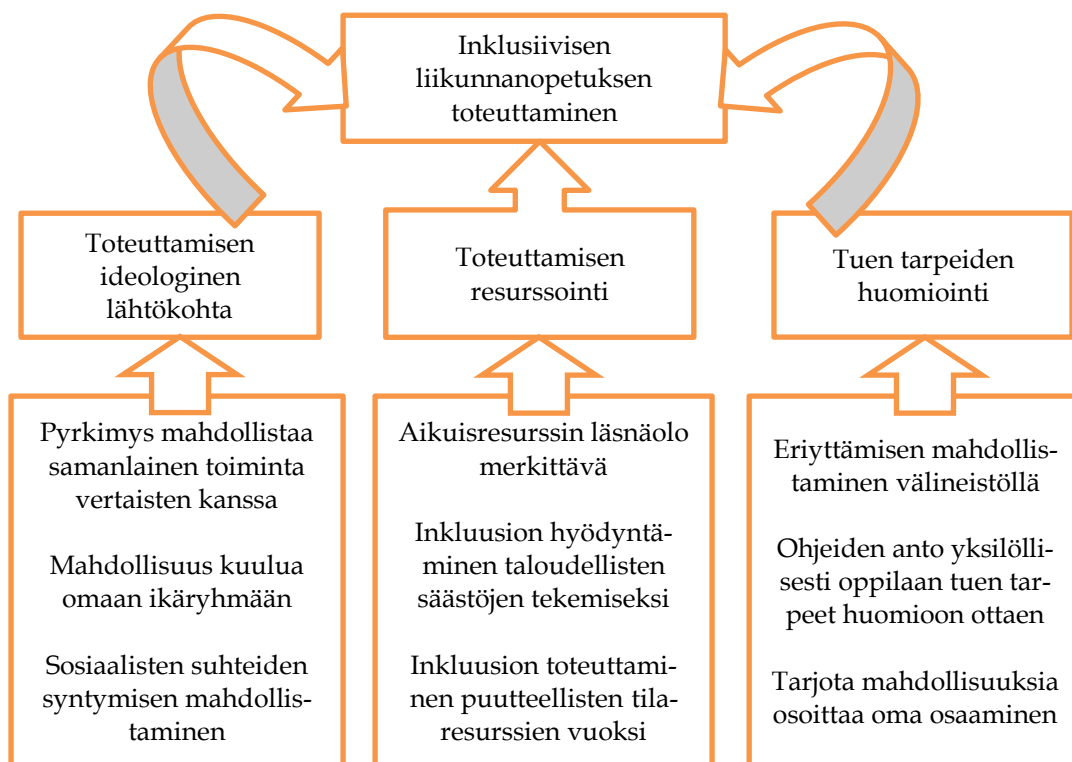 Inklusiivisen
liikunnanopetuksen
toteuttaminen
Toteuttamisen
ideologinen
lähtökohta
Toteuttamisen
resurssointi
Tuen tarpeiden
huomiointi
Pyrkimys mahdollistaa
samanlainen toiminta
vertaisten kanssa
Mahdollisuus kuulua
omaan ikäryhmään
Sosiaalisten suhteiden
syntymisen mahdollis-
taminen
Aikuisresurssin läsnäolo
merkittävä
Inkluusion hyödyntä-
minen taloudellisten
säästöjen tekemiseksi
Inkluusion toteuttami-
nen puutteellisten tila-
resurssien vuoksi
Eriyttämisen mahdollis-
taminen välineistöllä
Ohjeiden anto yksilölli-
sesti oppilaan tuen tar-
peet huomioon ottaen
Tarjota mahdollisuuksia
osoittaa oma osaaminen